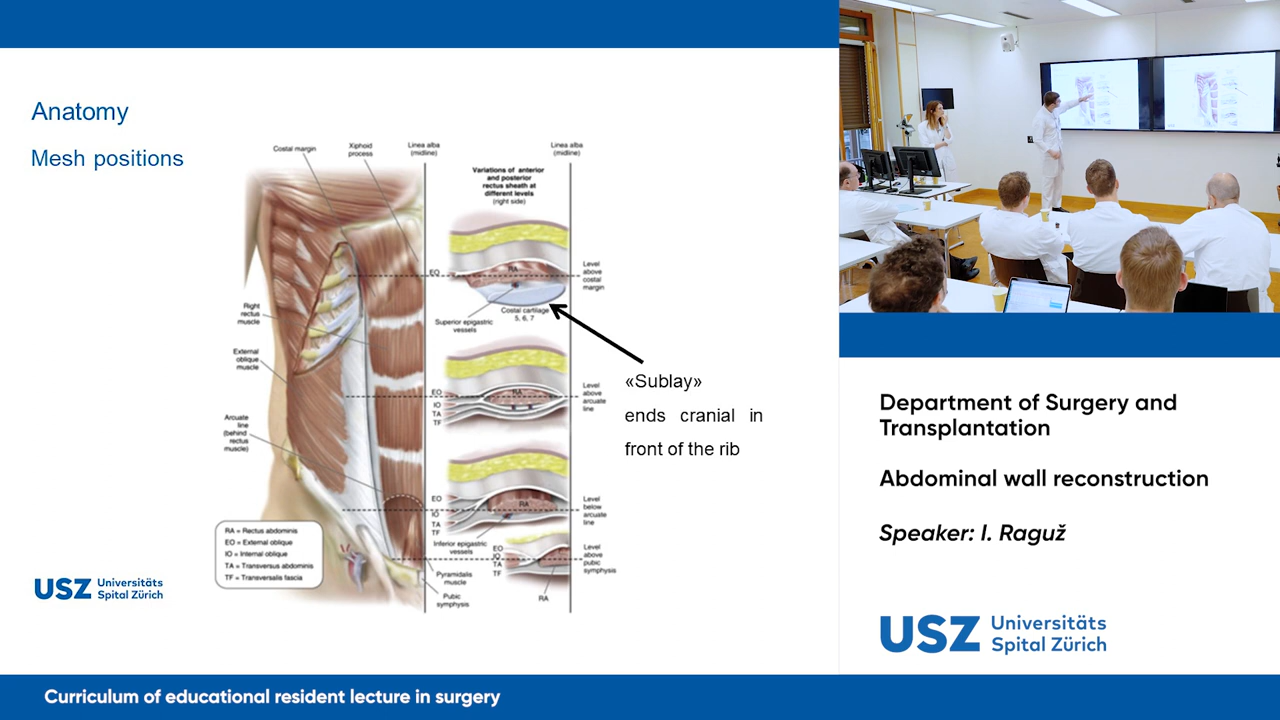 Anatomy
Mesh positions
Costal margin
Xiphoid
process
Linea alba
(midline)
Linea alba
(midline)
Variations of anterior
and posterior
rectus sheath at
different levels
(right side)
EO
RA
Level
above
costal
margin
Costal cartilage
5, 6, 7
Superior epigastric
vessels
Right
rectus
muscle
External
oblique
muscle
«Sublay»
ends cranial in
front of the rib
EO
IO
TA
TF
RA
Level
above
arcuate
line
Arcuate
line
(behind
rectus
muscle)
EO
IO
TA
TF
RA
Level
below
arcuate
line
Inferior epigastric
vessels
EO
IO
TA
TF
Level
above
pubic
symphysis
RA
Pyramidalis
muscle
Pubic
symphysis
RA = Rectus abdominis
EO = External oblique
IO = Internal oblique
TA = Transversus abdominis
TF = Transversalis fascia
USZ Universitäts
Spital Zürich
Department of Surgery and
Transplantation
Abdominal wall reconstruction
Speaker: I. Raguž
USZ Universitäts
Spital Zürich
Curriculum of educational resident lecture in surgery